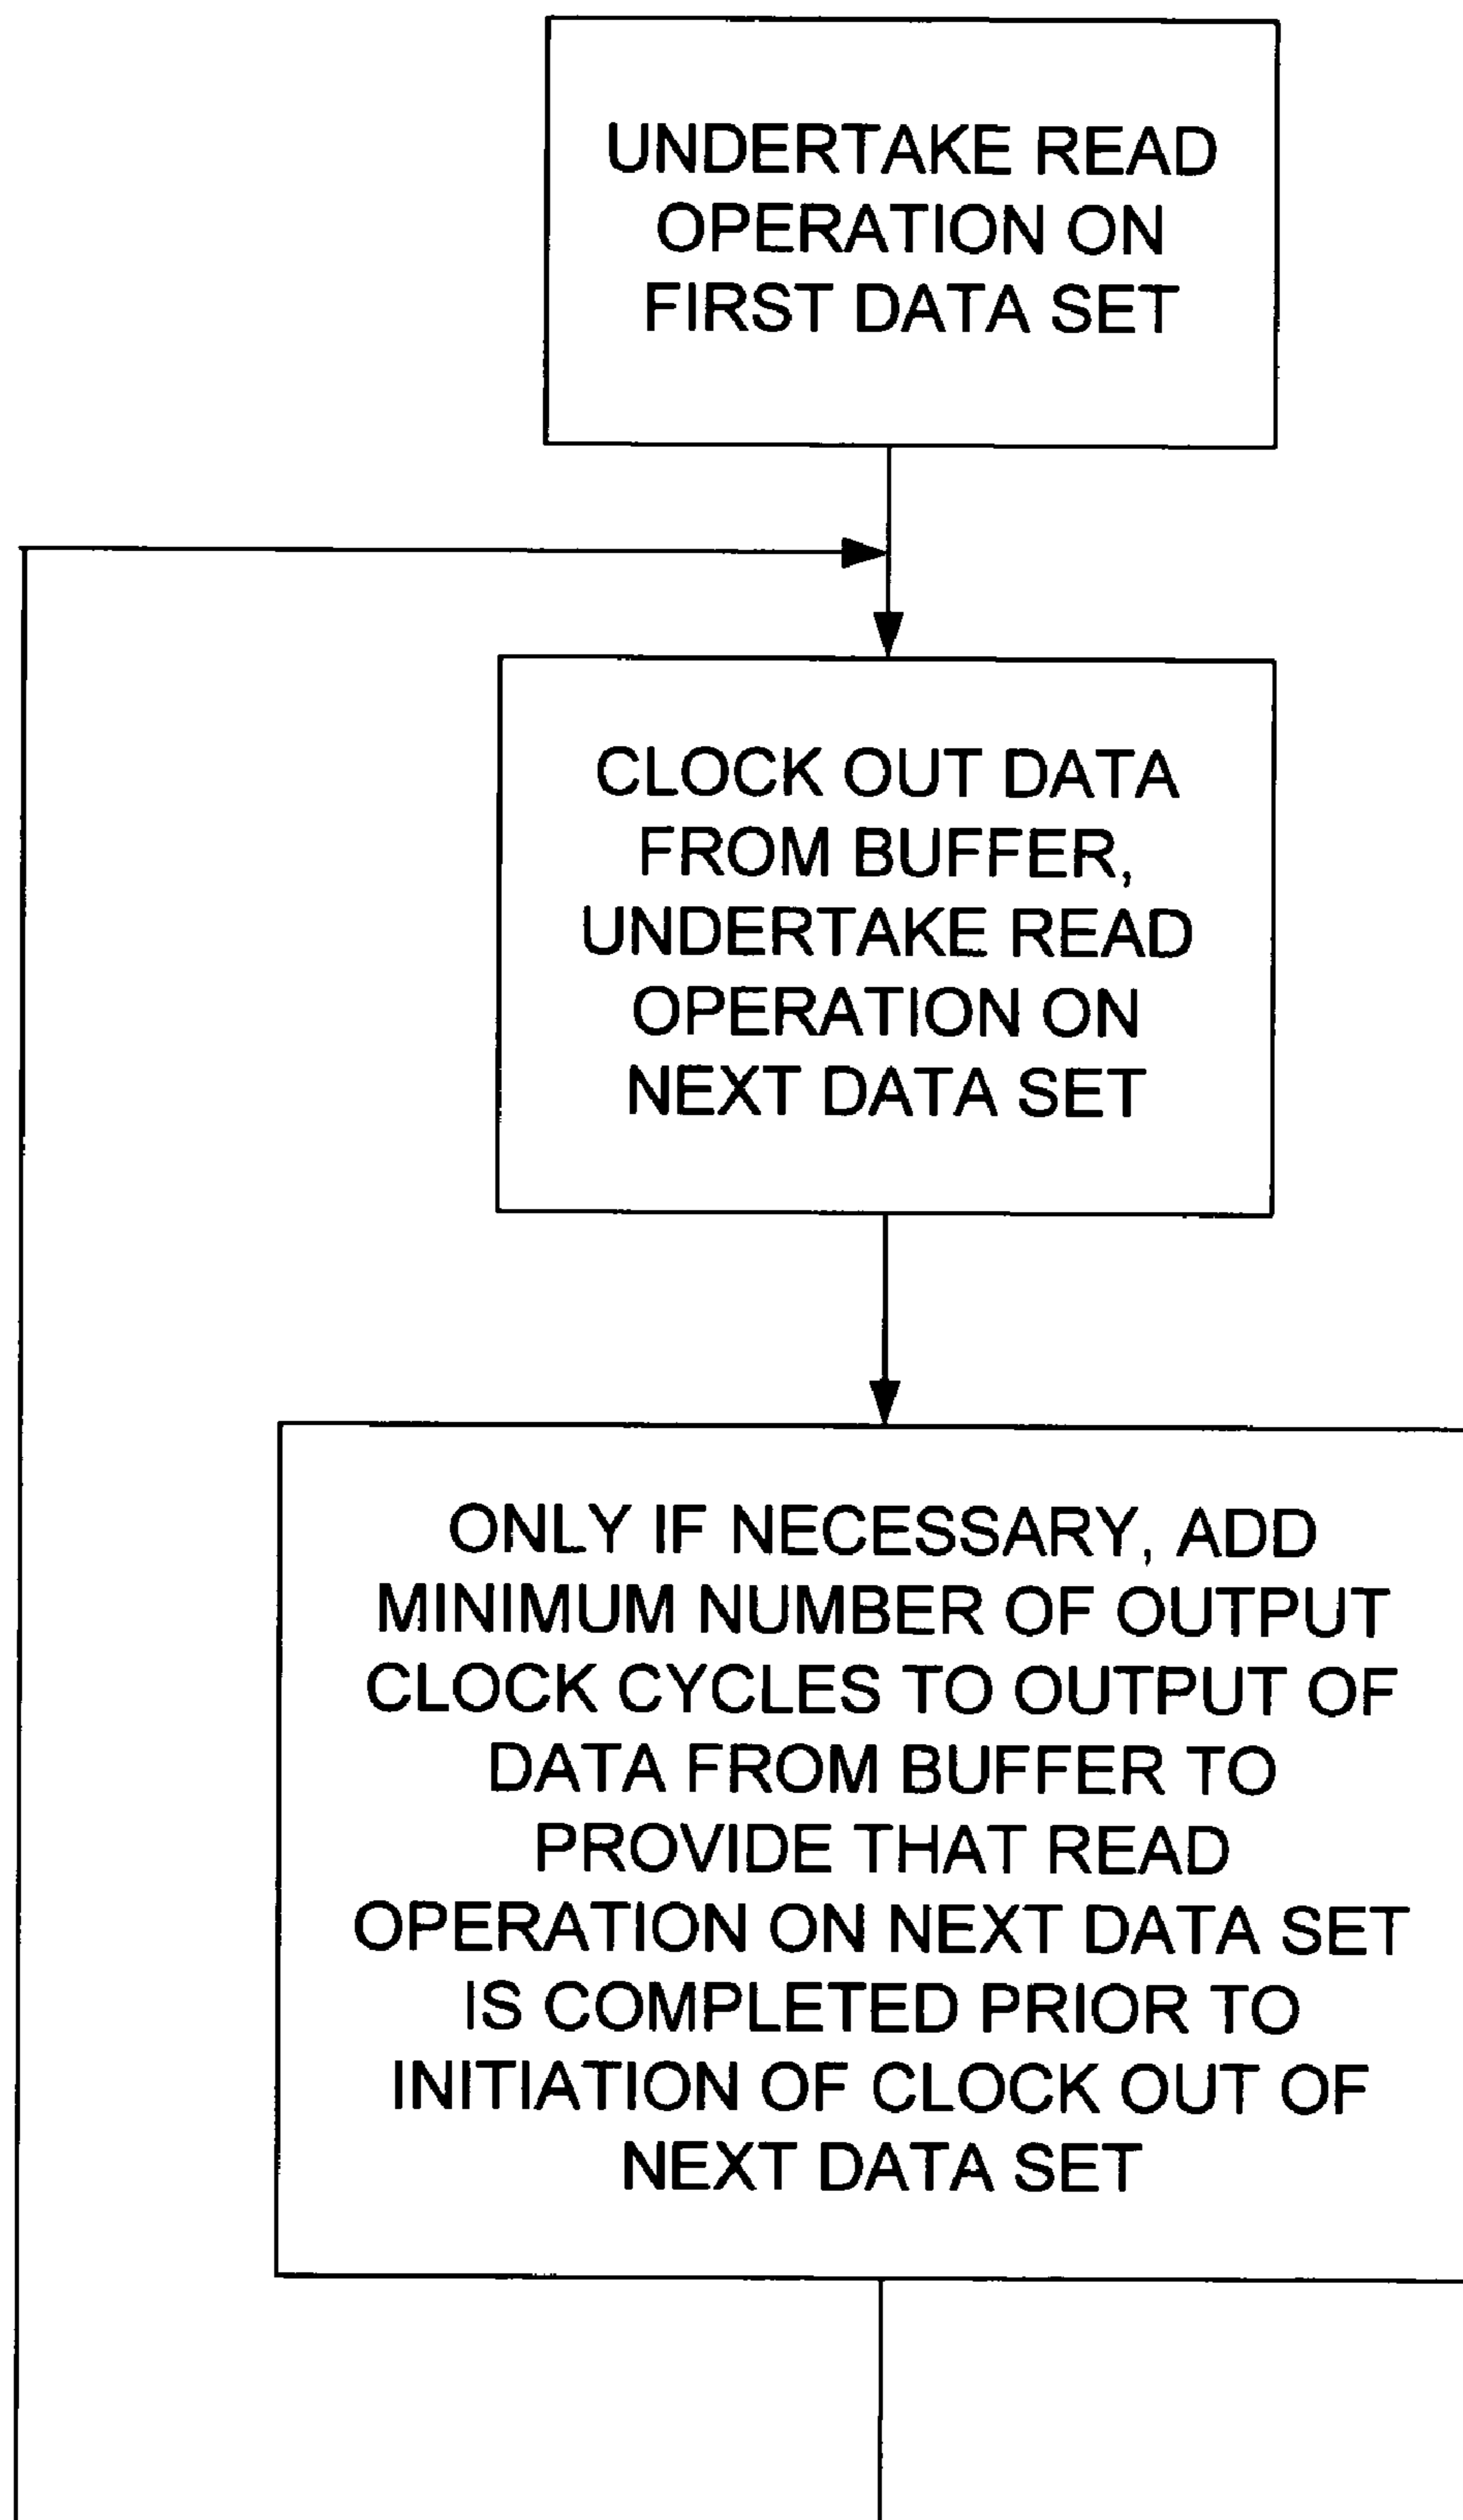 UNDERTAKE READ
OPERATION ON
FIRST DATA SET
CLOCK OUT DATA
FROM BUFFER,
UNDERTAKE READ
OPERATION ON
NEXT DATA SET
ONLY IF NECESSARY, ADD
MINIMUM NUMBER OF OUTPUT
CLOCK CYCLES TO OUTPUT OF
DATA FROM BUFFER TO
PROVIDE THAT READ
OPERATION ON NEXT DATA SET
IS COMPLETED PRIOR TO
INITIATION OF CLOCK OUT OF
NEXT DATA SET